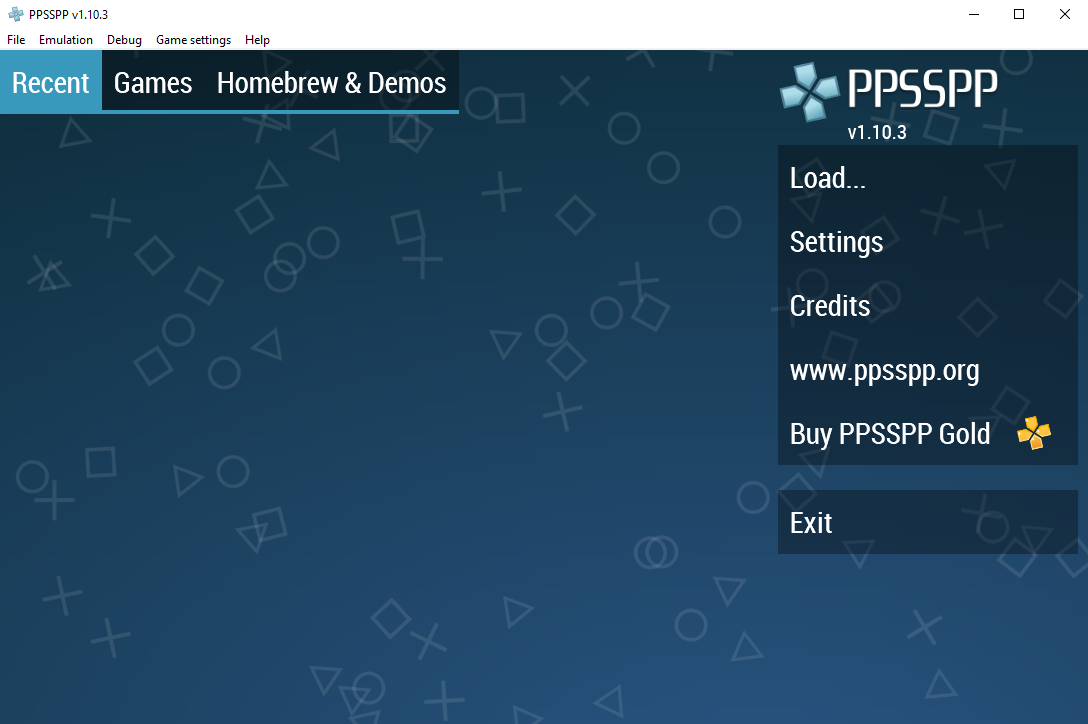 PPSSPP v1.10.3
File Emulation Debug Game settings Help
Recent Games Homebrew & Demos
PPSSPP
v1.10.3
Load...
Settings
Credits
www.ppsspp.org
Buy PPSSPP Gold
Exit